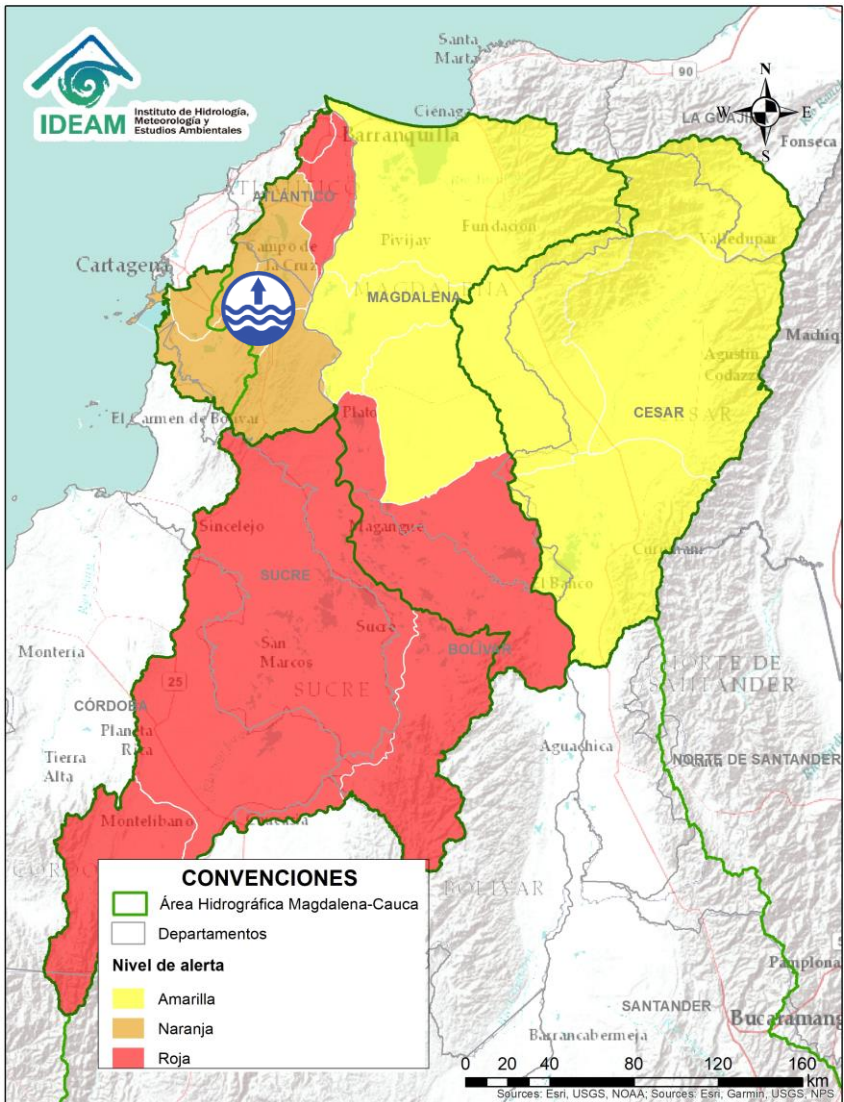 IDEAM
Instituto de Hidrología,
Meteorología y
Estudios Ambientales
Santa
Marta
90
N
W
E
S
Ciénaga
LA GUAJIR
Fonseca
Barranquilla
ATLÁNTICO
Fundación
Valledupar
Pivijay
Campo de
la Cruz
Cartagena
MAGDALENA
MAGDALENA
Agustín
Codazzi
CESAR
El Carmen de Bolívar
Plato
Sincelejo
Magangué
SUCRE
El Banco
Sucre
San
Marcos
BOLÍVAR
Montería
SUCRE
25
NORTE DE
SANTANDER
CÓRDOBA
Planeta
Rica
Aguachica
Tierra
Alta
NORTE DE SANTANDER
Montelíbano
BOLÍVAR
CONVENCIONES
Área Hidrográfica Magdalena-Cauca
Departamentos
Nivel de alerta
Amarilla
Naranja
Roja
Pamplona
SANTANDER
Bucaramang
Barrancabermeja
0 20 40 80 120 160
km
Sources: Esri, USGS, NOAA; Sources: Esri, Garmin, USGS, NPS